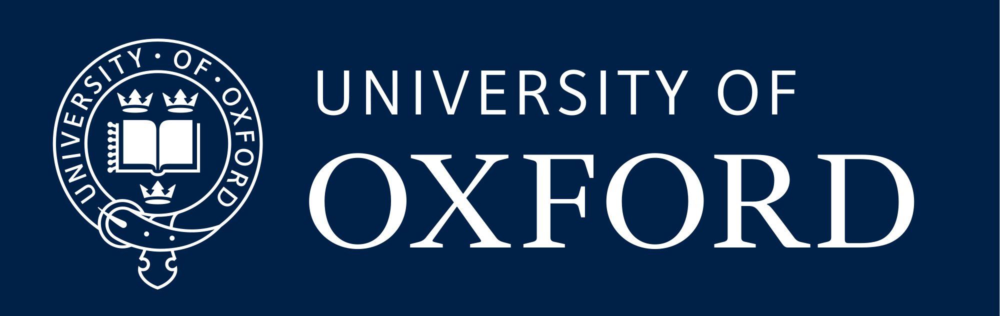 UNIVERSITY · OF · OXFORD
UNIVERSITY OF
OXFORD